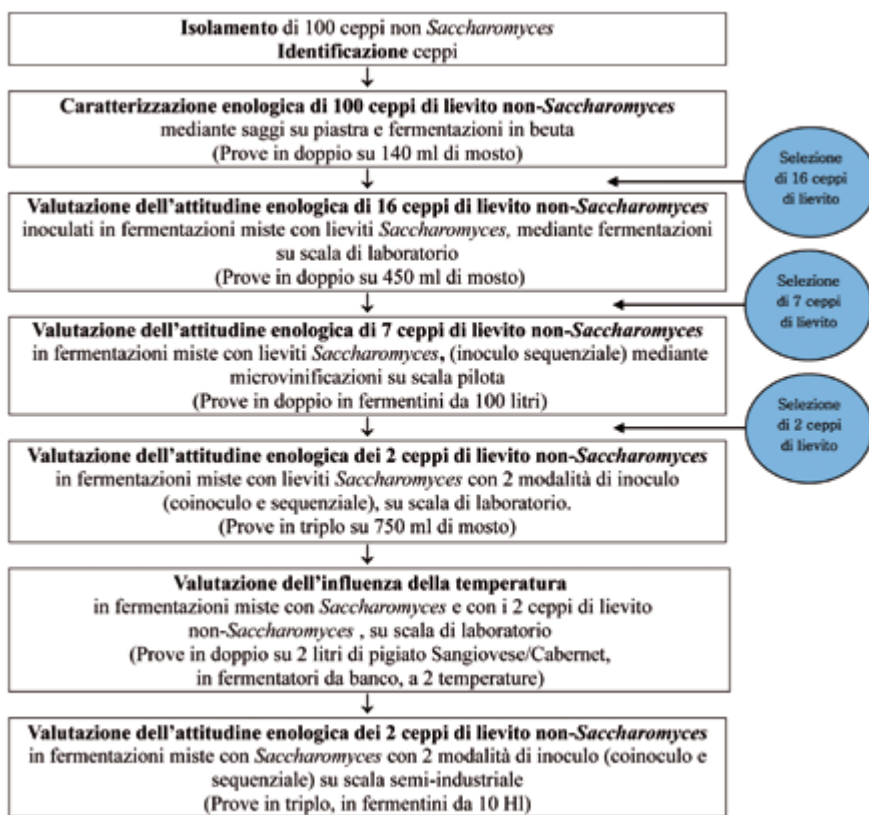 Isolamento di 100 ceppi non Saccharomyces
Identificazione ceppi
Caratterizzazione enologica di 100 ceppi di lievito non-Saccharomyces
mediante saggi su piastra e fermentazioni in beuta
(Prove in doppio su 140 ml di mosto)
Selezione
di 16 ceppi
di lievito
Valutazione dell'attitudine enologica di 16 ceppi di lievito non-Saccharomyces
inoculati in fermentazioni miste con lieviti Saccharomyces, mediante fermentazioni
su scala di laboratorio
(Prove in doppio su 450 ml di mosto)
Selezione
di 7 ceppi
di lievito
Valutazione dell'attitudine enologica di 7 ceppi di lievito non-Saccharomyces
in fermentazioni miste con lieviti Saccharomyces, (inoculo sequenziale) mediante
microvinificazioni su scala pilota
(Prove in doppio in fermentini da 100 litri)
Selezione
di 2 ceppi
di lievito
Valutazione dell'attitudine enologica dei 2 ceppi di lievito non-Saccharomyces
in fermentazioni miste con lieviti Saccharomyces con 2 modalità di inoculo
(coinoculo e sequenziale), su scala di laboratorio.
(Prove in triplo su 750 ml di mosto)
Valutazione dell'influenza della temperatura
in fermentazioni miste con Saccharomyces e con i 2 ceppi di lievito
non-Saccharomyces , su scala di laboratorio
(Prove in doppio su 2 litri di pigiato Sangiovese/Cabernet,
in fermentatori da banco, a 2 temperature)
Valutazione dell'attitudine enologica dei 2 ceppi di lievito non-Saccharomyces
in fermentazioni miste con Saccharomyces con 2 modalità di inoculo (coinoculo e
sequenziale) su scala semi-industriale
(Prove in triplo, in fermentini da 10 Hl)